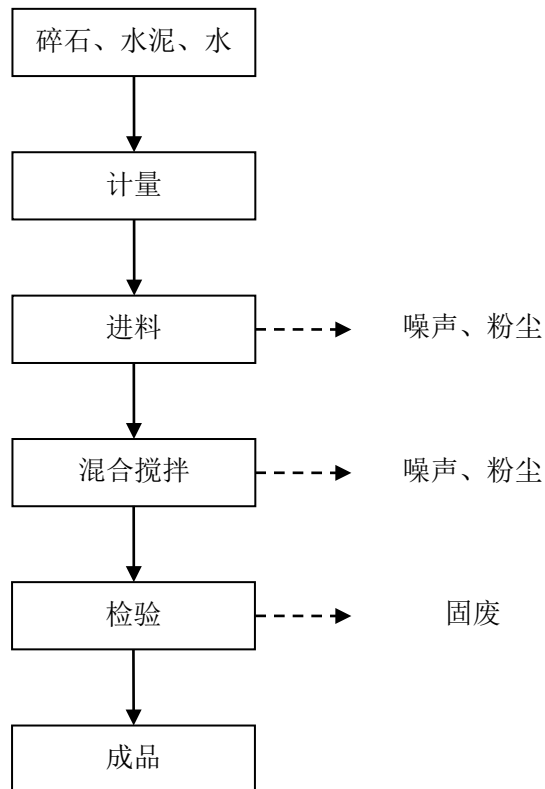 碎石、水泥、水
计量
进料
噪声、粉尘
混合搅拌
噪声、粉尘
检验
固废
成品